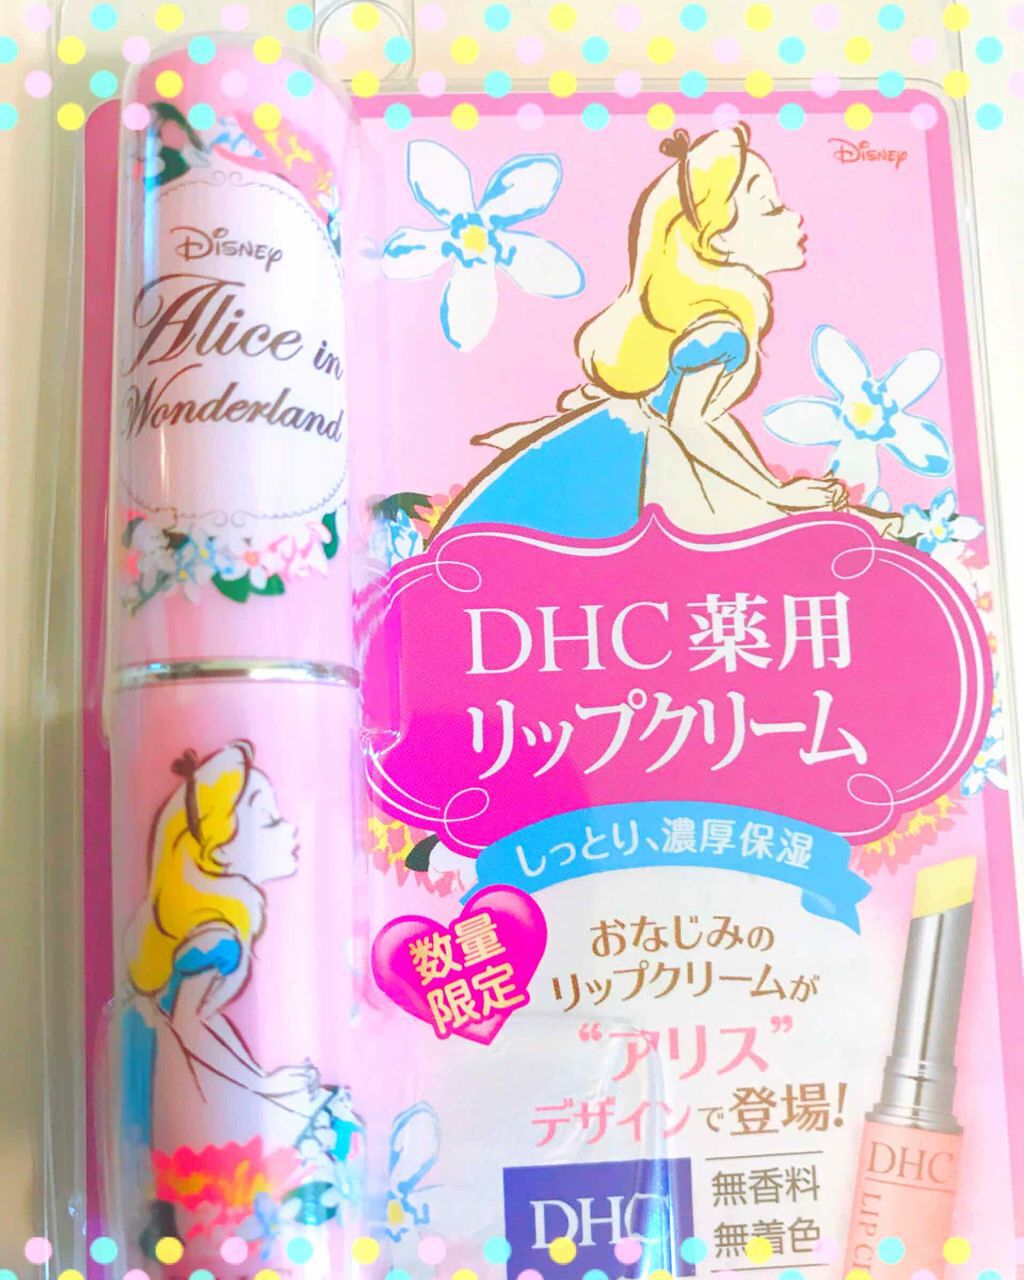 Disney
Alice in
Wonderland
Disney
DHC薬用
リップクリーム
しっとり、濃厚保湿
数量
限定
おなじみの
リップクリームが
“アリス”
デザインで登場!
DHC
無香料
無着色
DHC